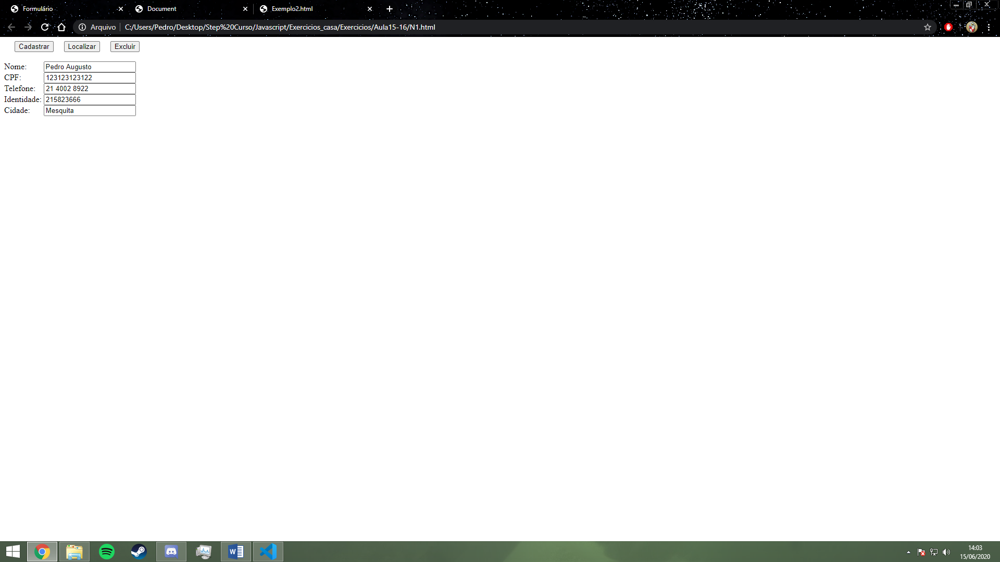 Formulário
Document
Exemplo2.html
Arquivo
C:/Users/Pedro/Desktop/Step%20Curso/Javascript/Exercicios_casa/Exercicios/Aula15-16/N1.html
Cadastrar Localizar Excluir
Nome: Pedro Augusto
CPF: 123123123122
Telefone: 21 4002 8922
Identidade: 215823666
Cidade: Mesquita
14:03
15/06/2020